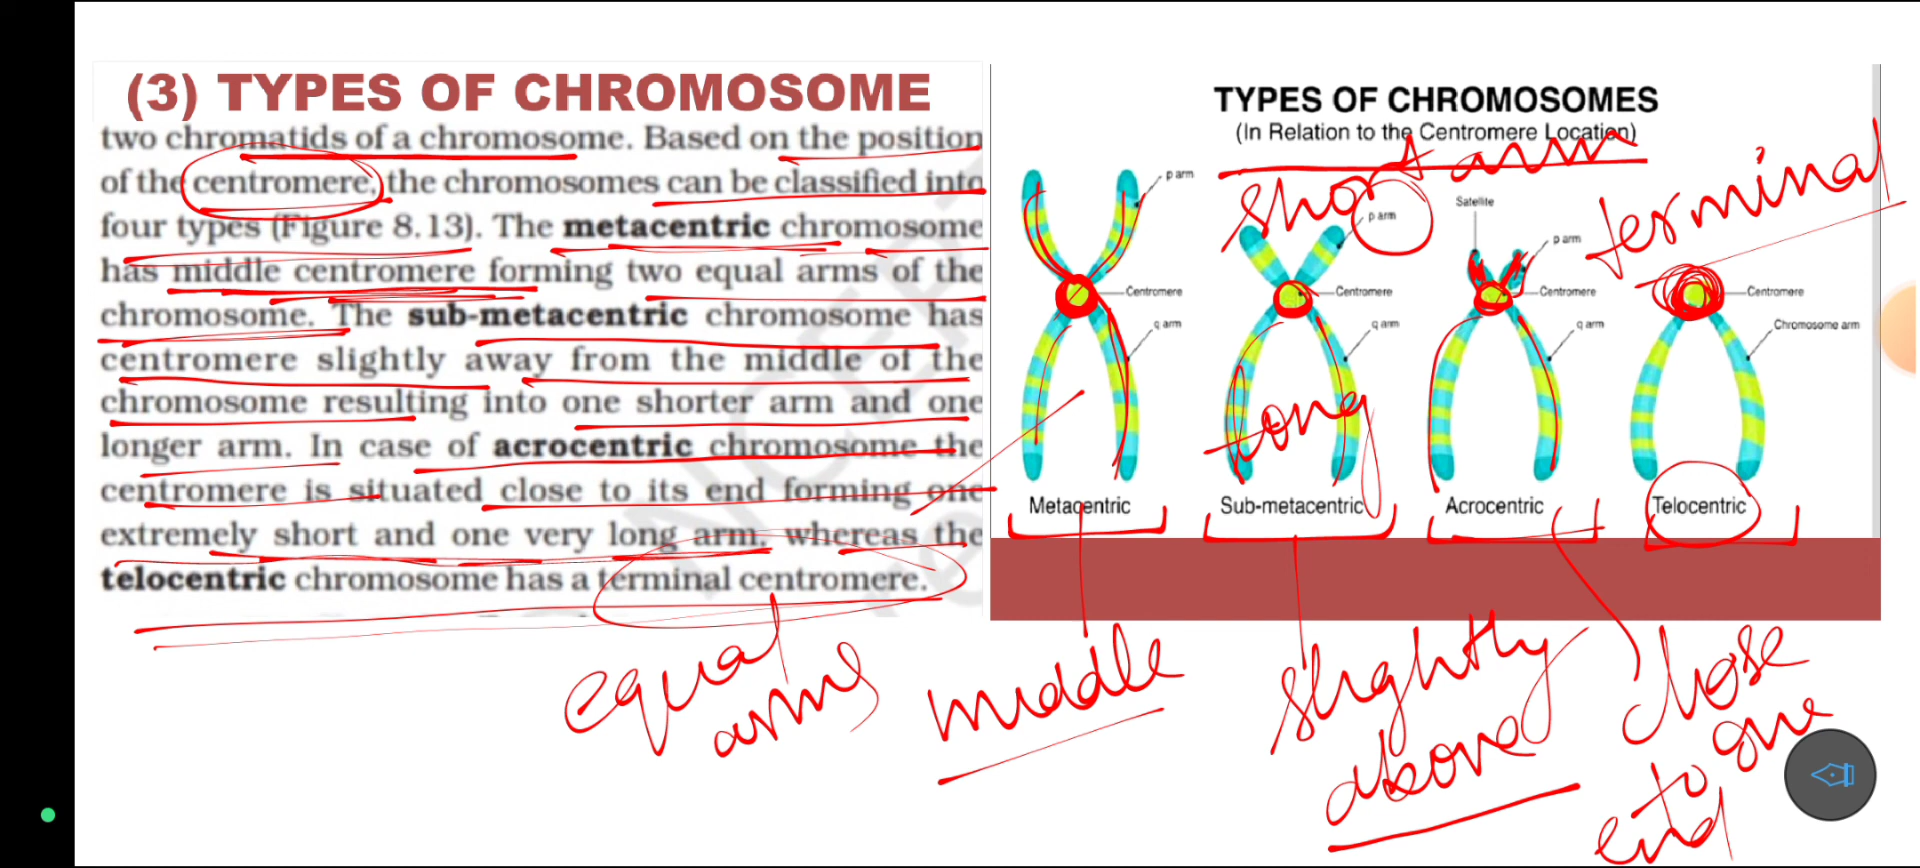 (3) TYPES OF CHROMOSOME
two chromatids of a chromosome. Based on the position
of the centromere, the chromosomes can be classified into
four types (Figure 8.13). The metacentric chromosome
has middle centromere forming two equal arms of the
chromosome. The sub-metacentric chromosome has
centromere slightly away from the middle of the
chromosome resulting into one shorter arm and one
longer arm. In case of acrocentric chromosome the
centromere is situated close to its end forming one
extremely short and one very long arm, whereas the
telocentric chromosome has a terminal centromere.
equal
arms
TYPES OF CHROMOSOMES
(In Relation to the Centromere Location)
short arm
terminal
p arm
p arm
Satellite
p arm
Centromere
Centromere
Centromere
Centromere
q arm
q arm
q arm
Chromosome arm
long
Metacentric
Sub-metacentric
Acrocentric
Telocentric
middle
slightly
above
close
one
to
end
NCERT